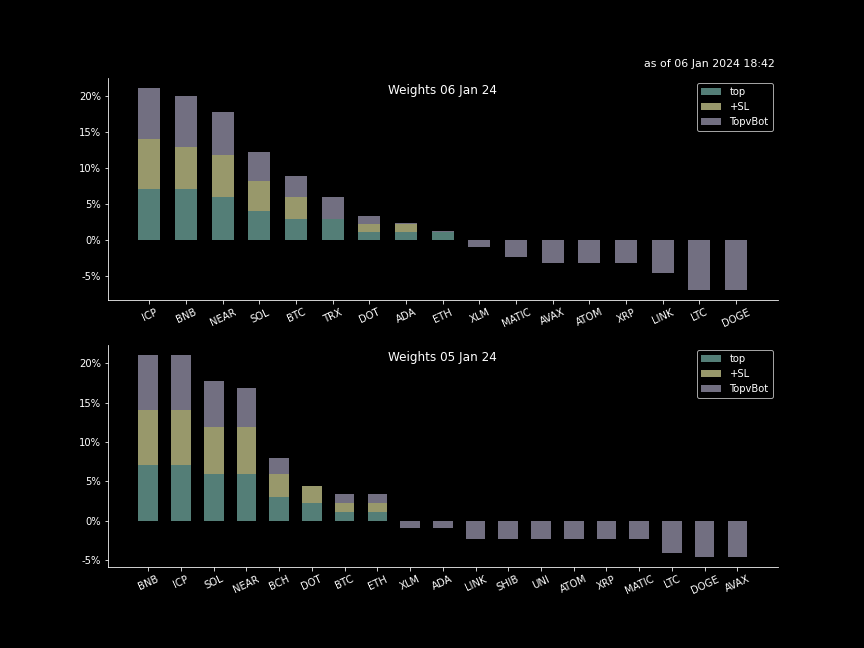 as of 06 Jan 2024 18:42
Weights 06 Jan 24
top
+SL
TopvBot
20%
15%
10%
5%
0%
-5%
ICP BNB NEAR SOL BTC TRX DOT ADA ETH XLM MATIC AVAX ATOM XRP LINK LTC DOGE
Weights 05 Jan 24
top
+SL
TopvBot
20%
15%
10%
5%
0%
-5%
BNB ICP SOL NEAR BCH DOT BTC ETH XLM ADA LINK SHIB UNI ATOM XRP MATIC LTC DOGE AVAX